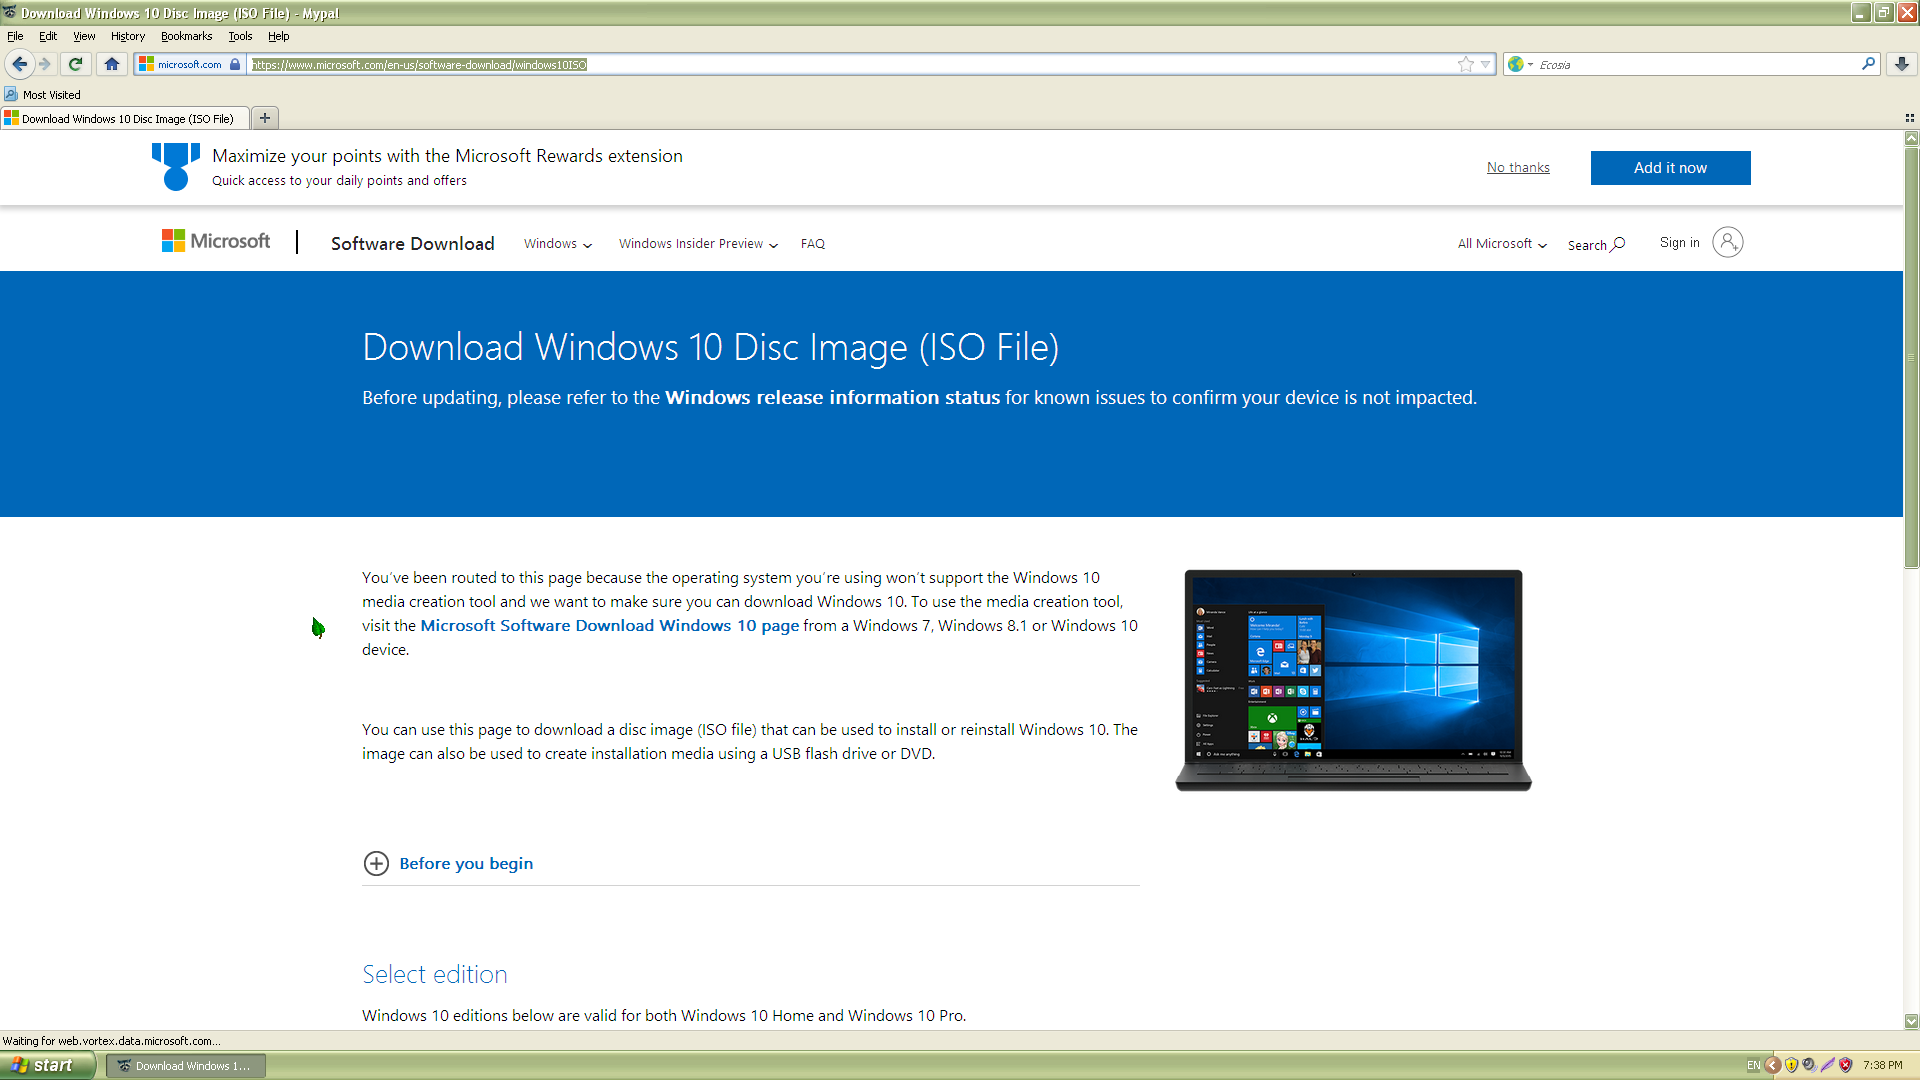 Download Windows 10 Disc Image (ISO File) - Mypal
File Edit View History Bookmarks Tools Help
microsoft.com https://www.microsoft.com/en-us/software-download/windows10ISO Ecosia
Most Visited
Download Windows 10 Disc Image (ISO File)
Maximize your points with the Microsoft Rewards extension
Quick access to your daily points and offers
No thanks Add it now
Microsoft Software Download Windows Windows Insider Preview FAQ All Microsoft Search Sign in
Download Windows 10 Disc Image (ISO File)
Before updating, please refer to the Windows release information status for known issues to confirm your device is not impacted.
You've been routed to this page because the operating system you're using won't support the Windows 10
media creation tool and we want to make sure you can download Windows 10. To use the media creation tool,
visit the Microsoft Software Download Windows 10 page from a Windows 7, Windows 8.1 or Windows 10
device.
You can use this page to download a disc image (ISO file) that can be used to install or reinstall Windows 10. The
image can also be used to create installation media using a USB flash drive or DVD.
Before you begin
Select edition
Windows 10 editions below are valid for both Windows 10 Home and Windows 10 Pro.
Waiting for web.vortex.data.microsoft.com...
start Download Windows 1... EN 7:38 PM